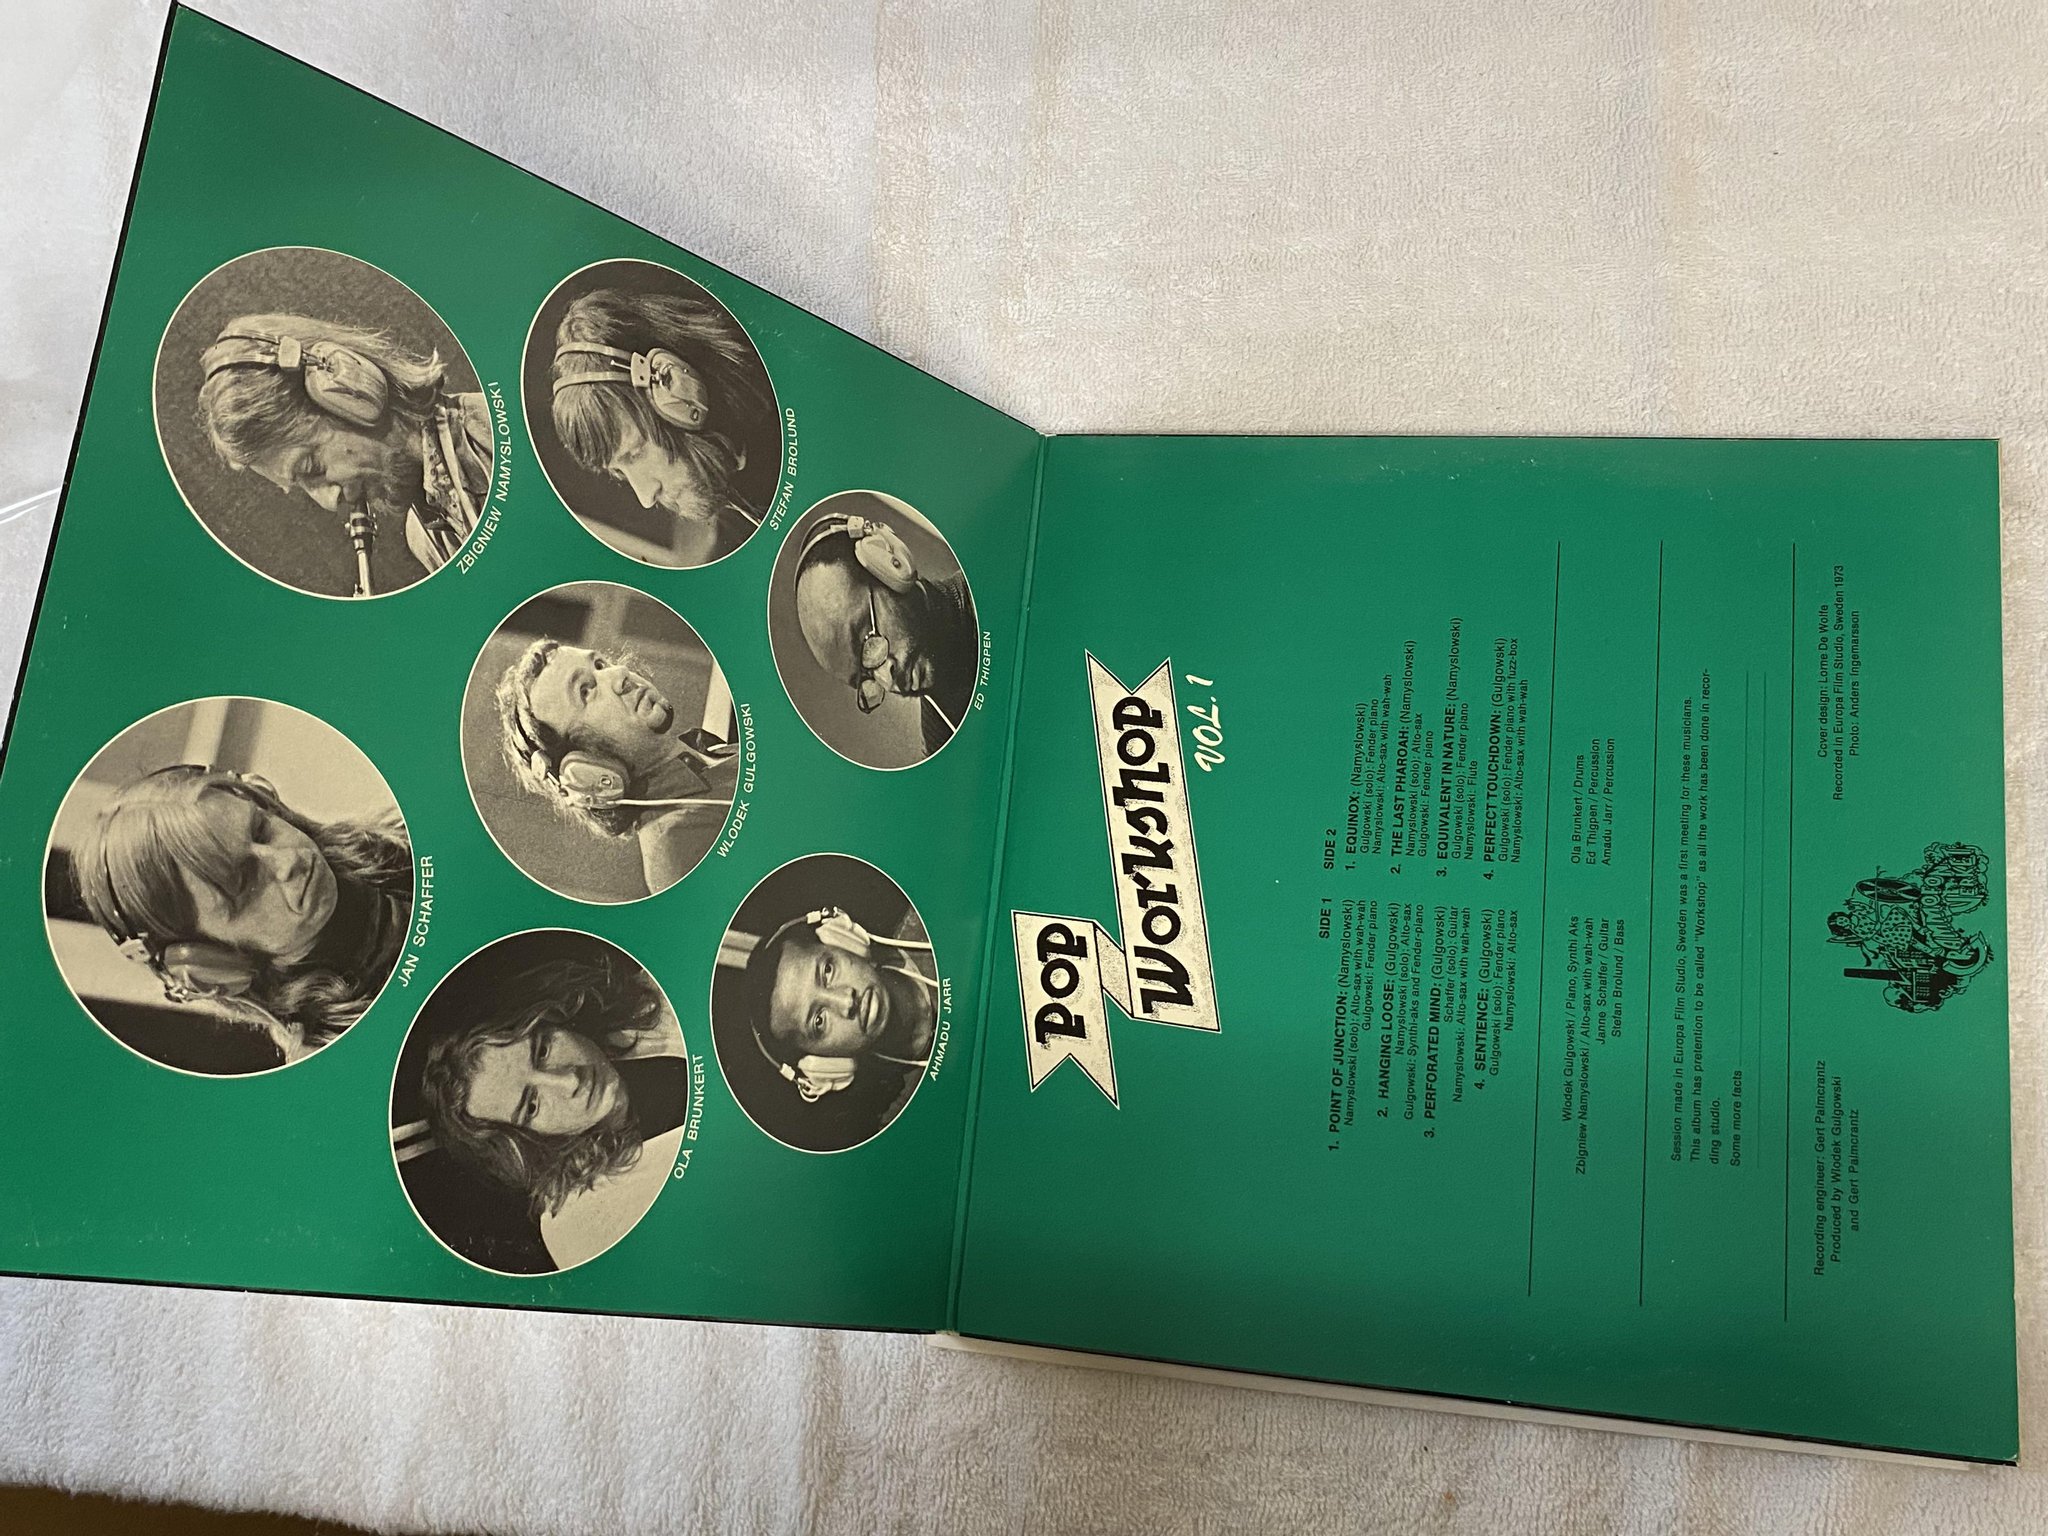 JAN SCHAFFER
ZBIGNIEW NAMYSLOWSKI
OLA BRUNKERT
WLODEK GULGOWSKI
STEFAN BROLUND
AHMADU JARR
ED THIGPEN
POP
Workshop
VOL. 1
SIDE 1
1. POINT OF JUNCTION: (Namyslowski)
Namyslowski (solo): Alto-sax with wah-wah
Gulgowski: Fender piano
2. HANGING LOOSE: (Gulgowski)
Namyslowski (solo): Alto-sax
Gulgowski: Synthi-aks and Fender-piano
3. PERFORATED MIND: (Gulgowski)
Schaffer (solo): Guitar
Namyslowski: Alto-sax with wah-wah
4. SENTIENCE: (Gulgowski)
Gulgowski (solo): Fender piano
Namyslowski: Alto-sax
SIDE 2
1. EQUINOX: (Namyslowski)
Gulgowski (solo): Fender piano
Namyslowski: Alto-sax with wah-wah
2. THE LAST PHAROAH: (Namyslowski)
Namyslowski (solo): Alto-sax
Gulgowski: Fender piano
3. EQUIVALENT IN NATURE: (Namyslowski)
Gulgowski (solo): Fender piano
Namyslowski: Flute
4. PERFECT TOUCHDOWN: (Gulgowski)
Gulgowski (solo): Fender piano with fuzz-box
Namyslowski: Alto-sax with wah-wah
Wlodek Gulgowski / Piano, Synthi Aks
Zbigniew Namyslowski / Alto-sax with wah-wah
Janne Schaffer / Guitar
Stefan Brolund / Bass
Ola Brunkert / Drums
Ed Thigpen / Percussion
Amadu Jarr / Percussion
Session made in Europa Film Studio, Sweden was a first meeting for these musicians.
This album has pretention to be called "Workshop" as all the work has been done in recor-
ding studio.
Some more facts
Recording engineer: Gert Palmcrantz
Produced by Wlodek Gulgowski
and Gert Palmcrantz
Cover design: Lorne De Wolfe
Recorded in Europa Film Studio, Sweden 1973
Photo: Anders Ingemarsson